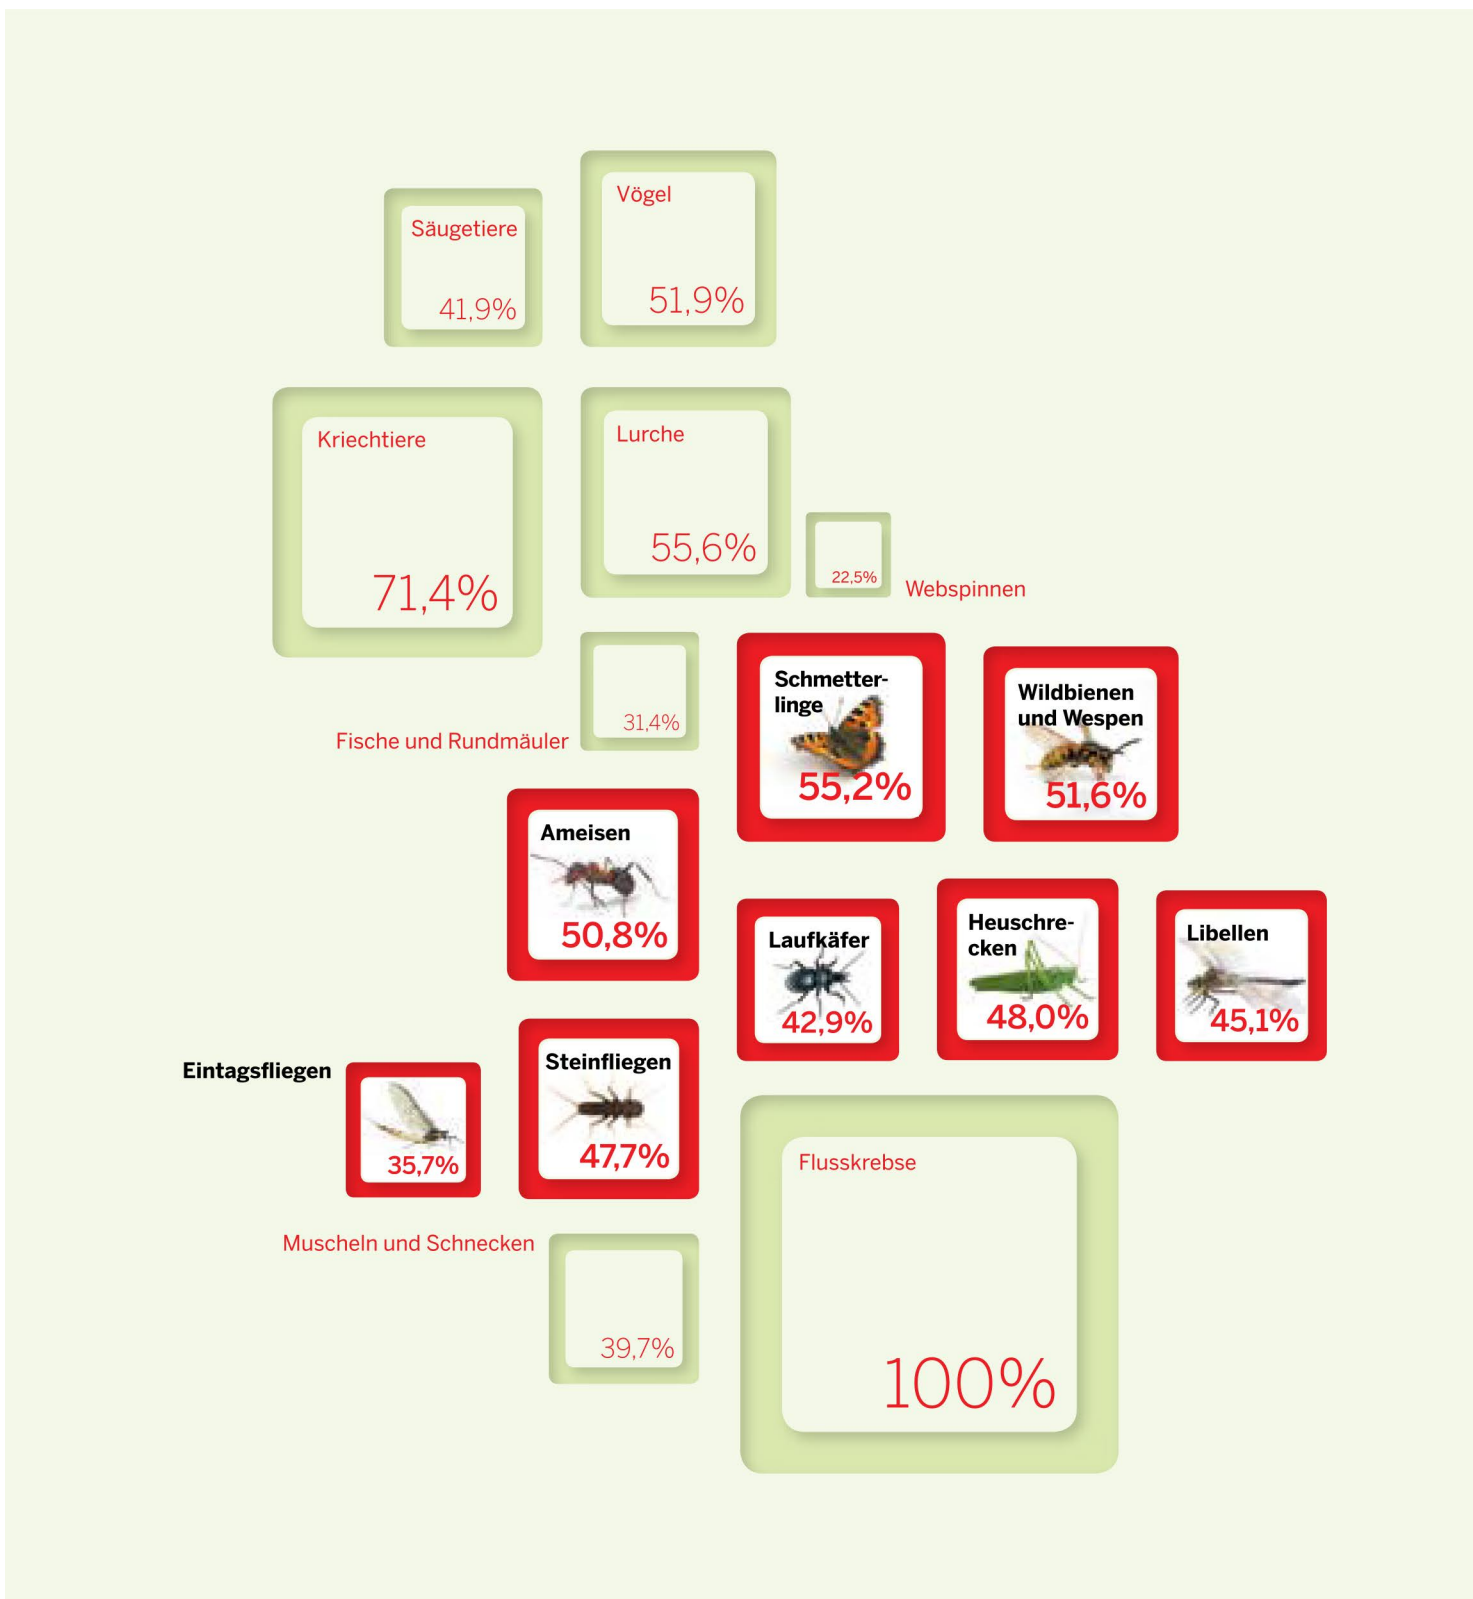 Säugetiere
41,9%
Vögel
51,9%
Kriechtiere
71,4%
Lurche
55,6%
22,5%
Webspinnen
Fische und Rundmäuler
31,4%
Schmetter-
linge
55,2%
Wildbienen
und Wespen
51,6%
Ameisen
50,8%
Laufkäfer
42,9%
Heuschre-
cken
48,0%
Libellen
45,1%
Eintagsfliegen
35,7%
Steinfliegen
47,7%
Muscheln und Schnecken
39,7%
Flusskrebse
100%